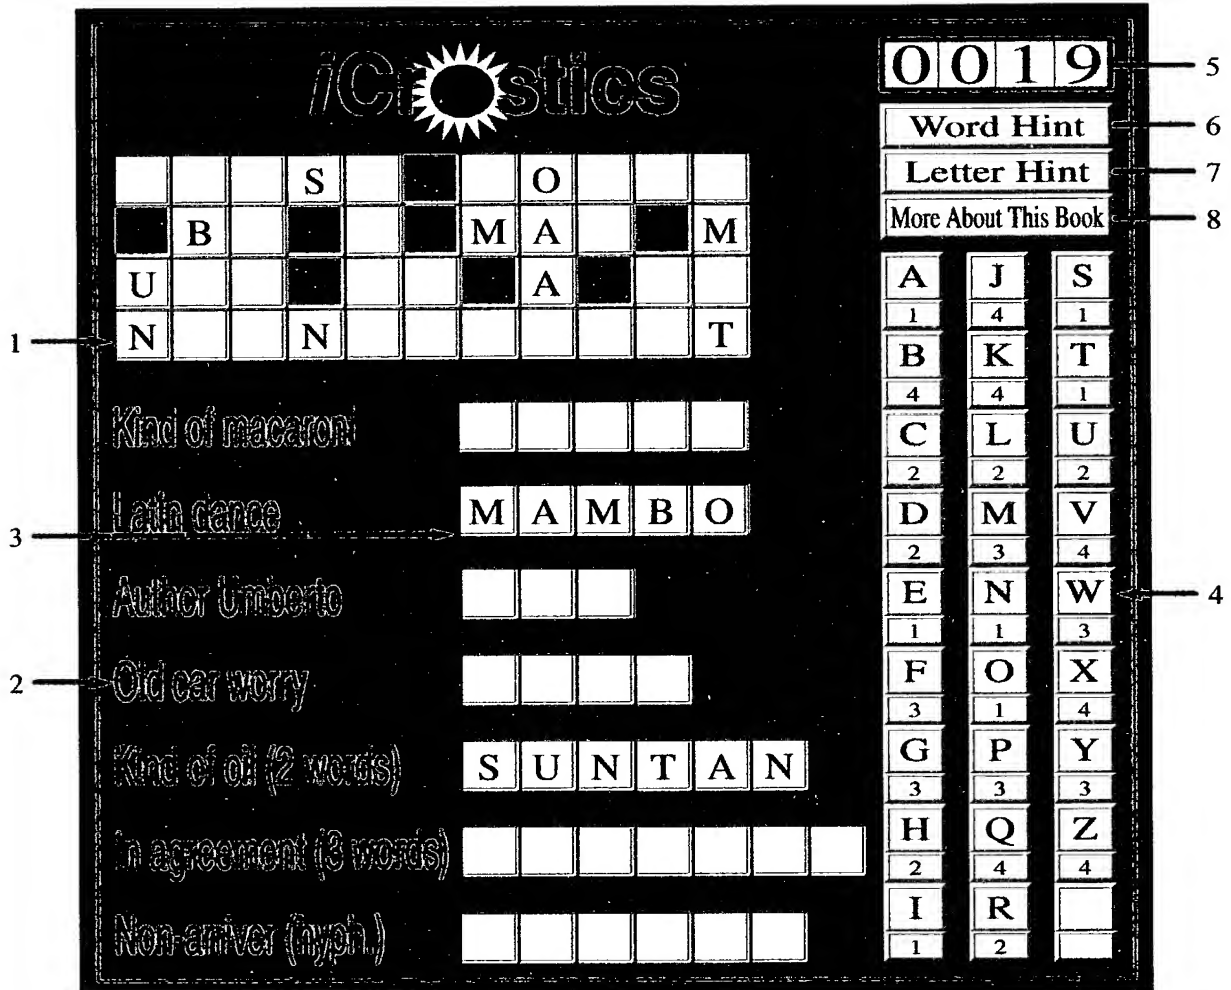 iCrostics
0019 5
Word Hint 6
Letter Hint 7
More About This Book 8
S O
B M A M
U A
1 N N T
A J S
1 4 1
B K T
4 4 1
C L U
2 2 2
D M V
2 3 4
E N W 4
1 1 3
F O X
3 1 4
G P Y
3 3 3
H Q Z
2 4 4
I R
1 2
Kind of macaroni
Latin dance MAMBO
3
Author Umberto
2 Old car worry
Kind of oil (2 words) SUNTAN
In agreement (3 words)
Non-arriver (hyph.)